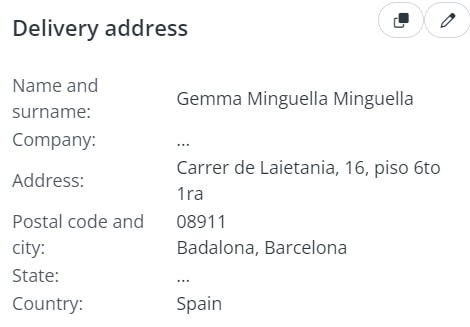 Delivery address
Name and surname: Gemma Minguella Minguella
Company: ...
Address: Carrer de Laietania, 16, piso 6to 1ra
Postal code and city: 08911 Badalona, Barcelona
State: ...
Country: Spain